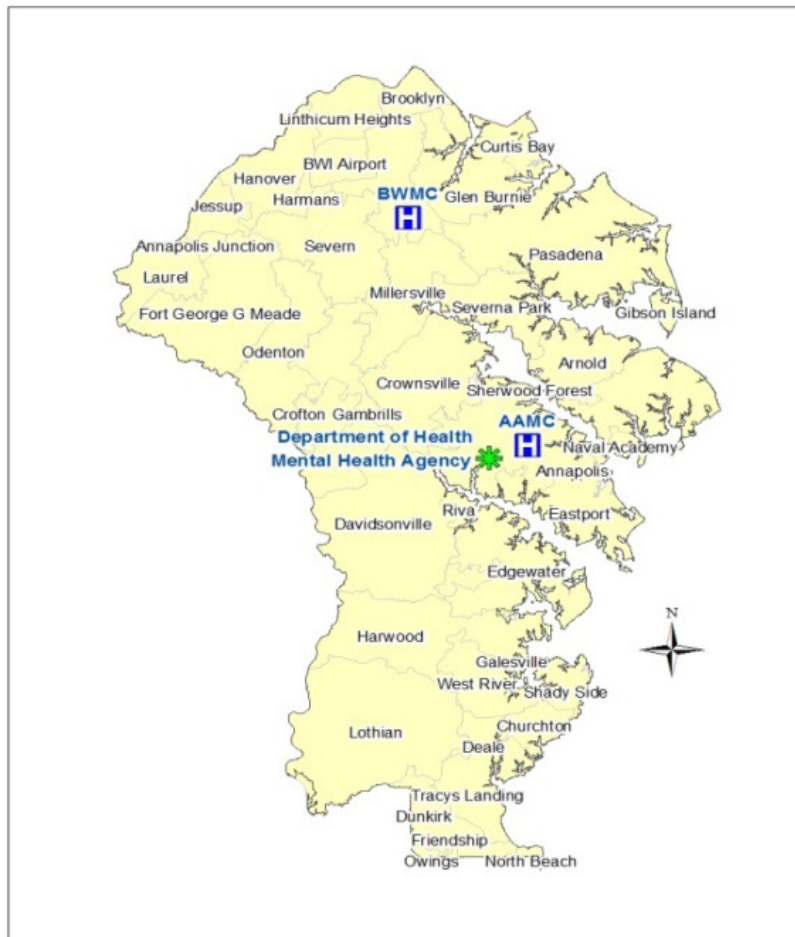 Brooklyn
Linthicum Heights
Curtis Bay
BWI Airport
Hanover
BWMC
Glen Burnie
Harmans
Jessup
H
Annapolis Junction
Severn
Pasadena
Laurel
Millersville
Severna Park
Gibson Island
Fort George G Meade
Odenton
Arnold
Crownsville
Sherwood Forest
Crofton Gambrills
AAMC
Department of Health
Mental Health Agency
H
Naval Academy
Annapolis
Riva
Eastport
Davidsonville
Edgewater
N
Harwood
Galesville
West River
Shady Side
Churchton
Lothian
Deale
Tracys Landing
Dunkirk
Friendship
Owings
North Beach